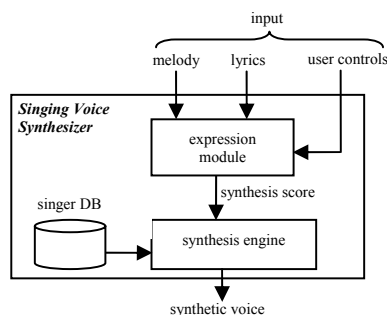 input
melody lyrics user controls
Singing Voice
Synthesizer
expression
module
synthesis score
singer DB
synthesis engine
synthetic voice